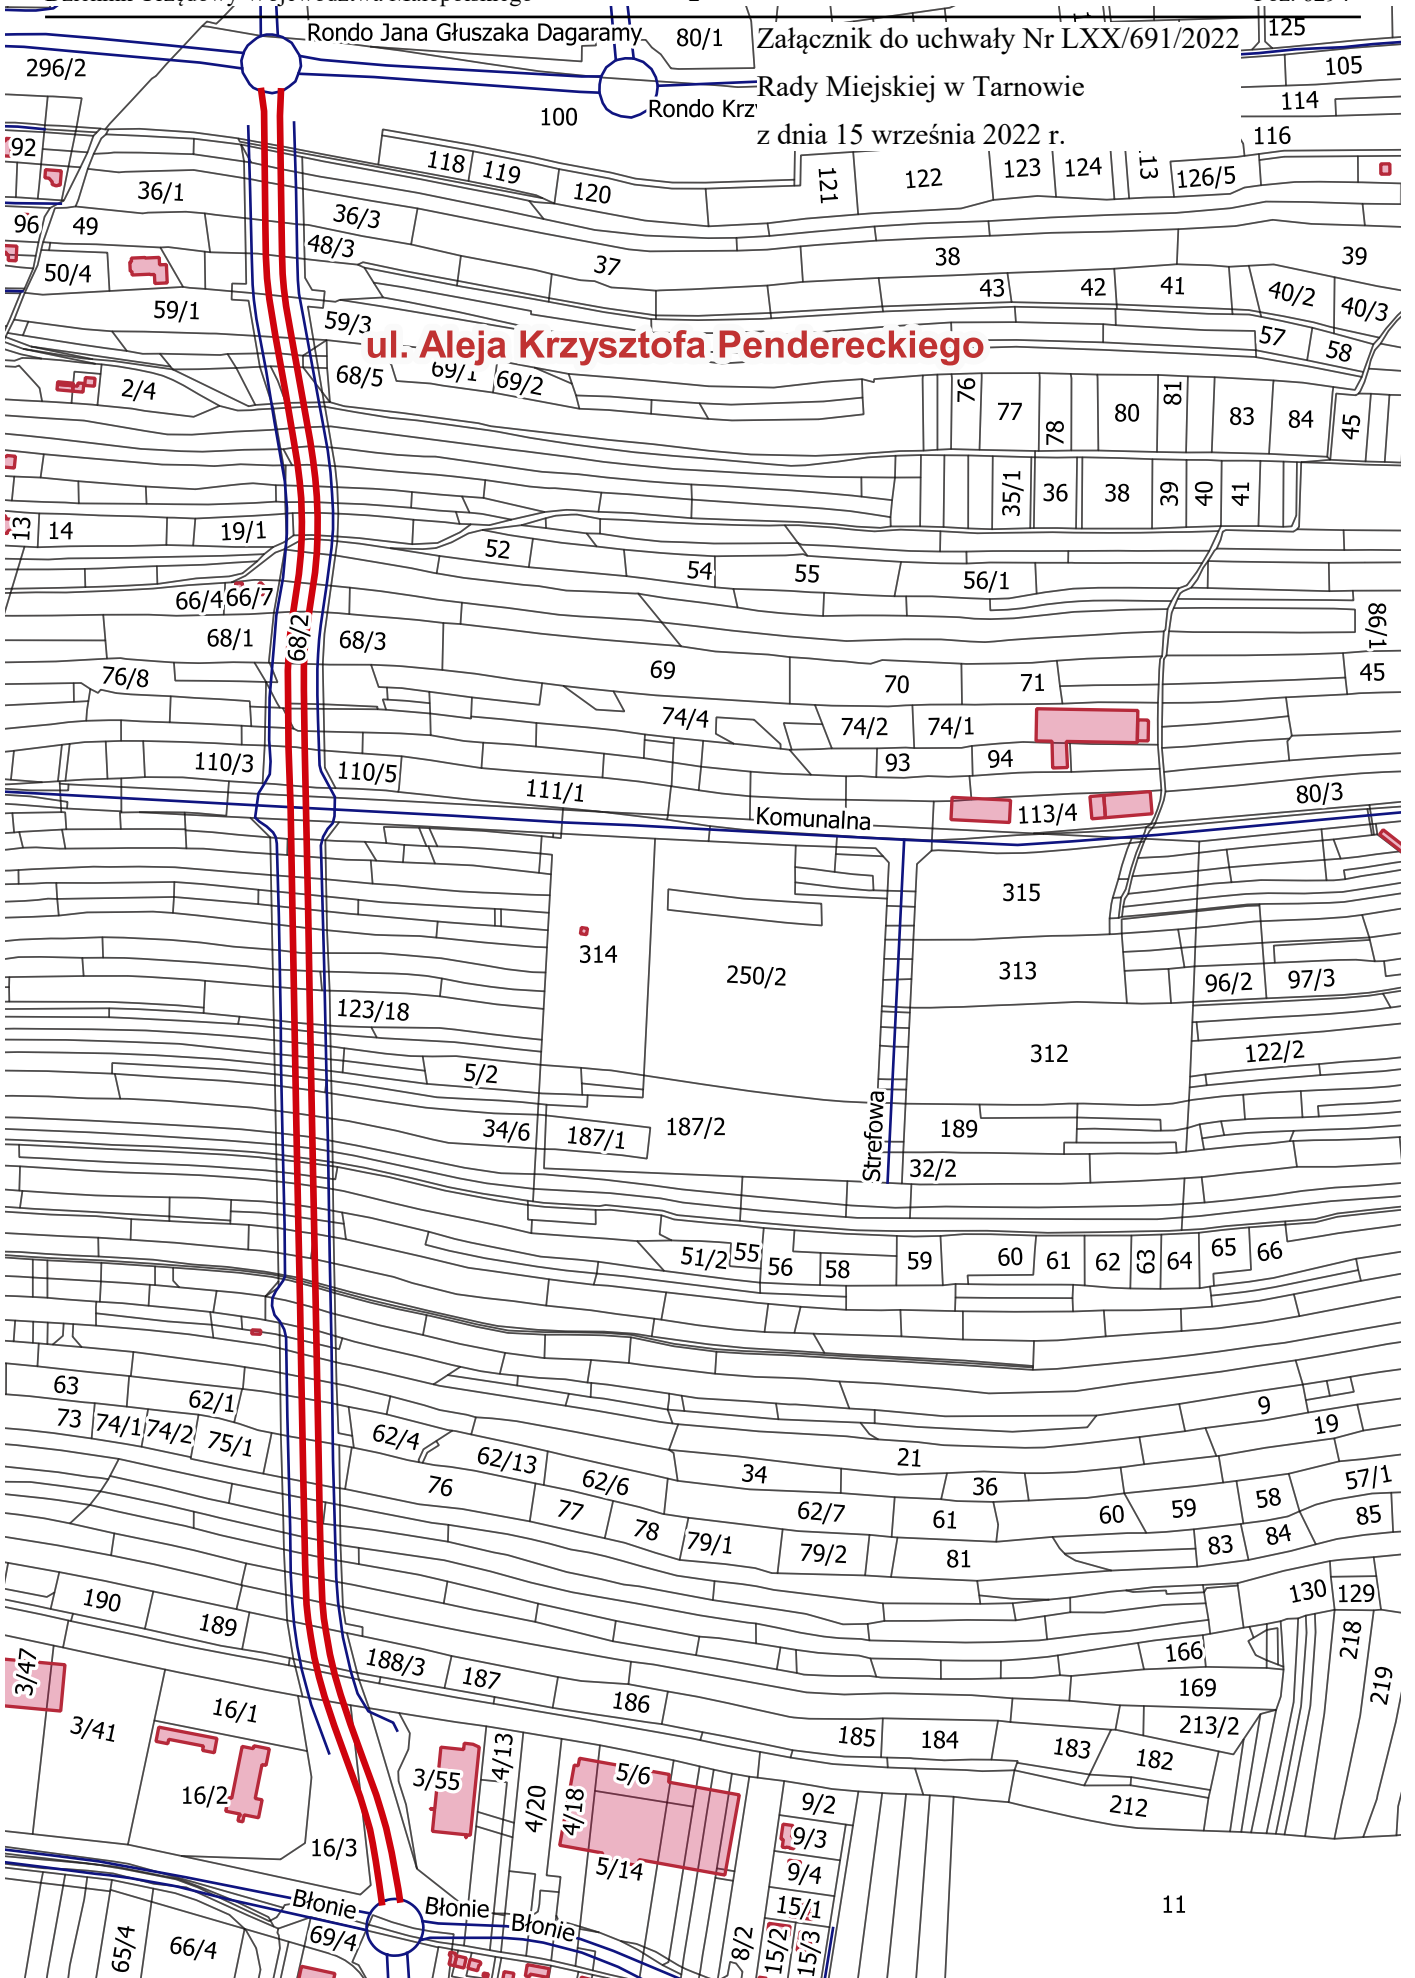 Dziennik Urzędowy Województwa Małopolskiego
2
Poz. 6294
Rondo Jana Głuszaka Dagaramy
80/1
Załącznik do uchwały Nr LXX/691/2022
125
296/2
105
Rady Miejskiej w Tarnowie
100
Rondo Krz
114
z dnia 15 września 2022 r.
116
92
118 119 120 121 122 123 124 13 126/5
36/1
36/3
96 49
48/3
37 38 39
50/4
43 42 41 40/2 40/3
59/1
59/3
57 58
ul. Aleja Krzysztofa Pendereckiego
68/5 69/1 69/2
2/4
76 77 78 80 81 83 84 45
35/1 36 38 39 40 41
13 14 19/1
52 54 55 56/1
66/4 66/7
86/1
68/1 68/2 68/3
69 70 71 45
76/8
74/4 74/2 74/1
93 94
110/3 110/5
111/1
Komunalna
113/4
80/3
315
314
250/2
313
96/2 97/3
123/18
312
122/2
5/2
34/6 187/1 187/2
Strefowa
189
32/2
51/2 55 56 58 59 60 61 62 63 64 65 66
63 62/1
73 74/1 74/2 75/1
62/4 62/13 62/6
9
19
21
34
36
76 77 78 79/1
62/7 61 60 59 58 57/1
85
79/2 81 83 84
190 189
130 129
218
219
188/3 187 186
166
169
3/47
3/41
16/1
185 184 183 182
213/2
16/2
3/55
4/13
4/20
4/18
5/6
5/14
9/2
9/3
9/4
212
16/3
15/1
11
Błonie Błonie Błonie
65/4 66/4 69/4
8/2 15/2 15/3